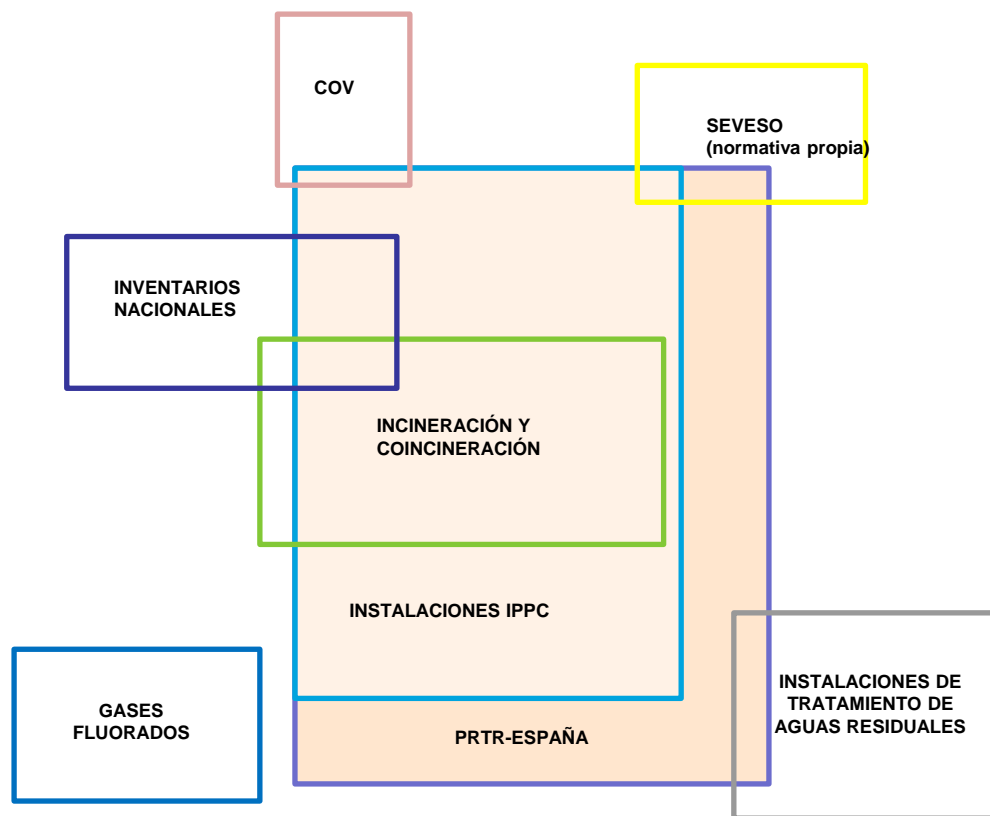 COV
SEVESO
(normativa propia)
INVENTARIOS
NACIONALES
INCINERACIÓN Y
COINCINERACIÓN
INSTALACIONES IPPC
GASES
FLUORADOS
PRTR-ESPAÑA
INSTALACIONES DE
TRATAMIENTO DE
AGUAS RESIDUALES